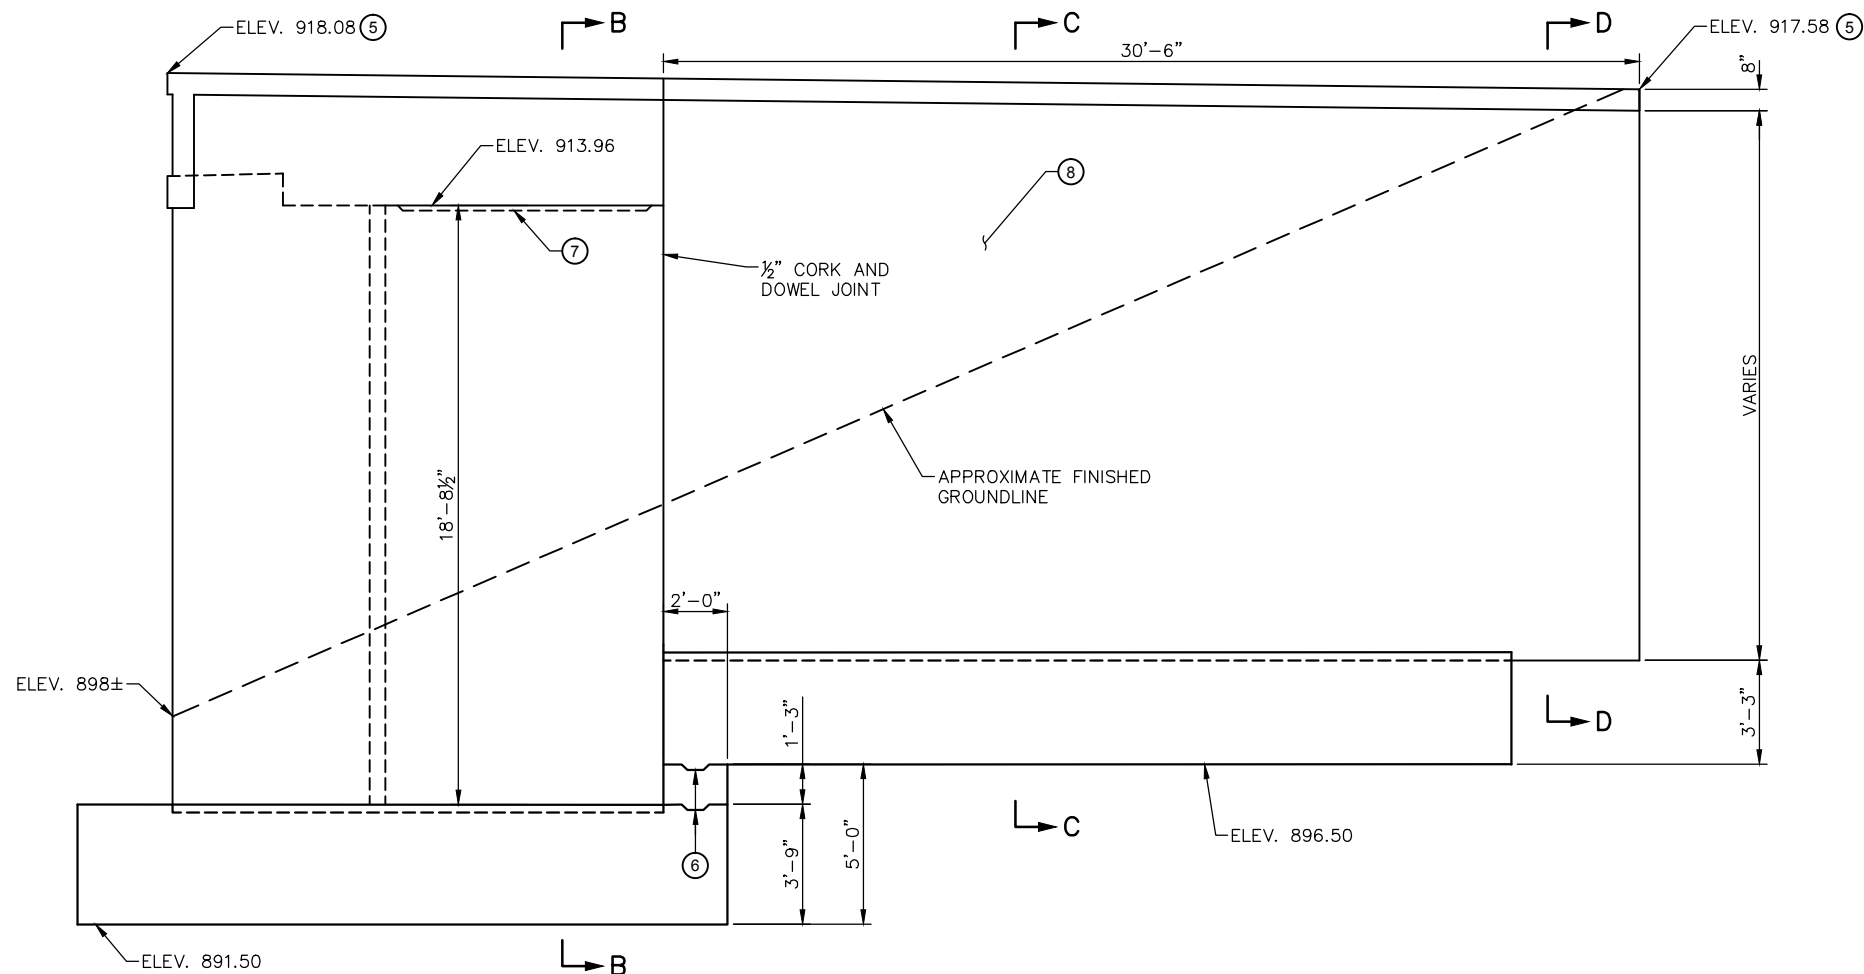 ELEV. 918.08 5
B
C
D
ELEV. 917.58 5
30'-6"
8"
ELEV. 913.96
8
7
½" CORK AND
DOWEL JOINT
VARIES
18'-8½"
APPROXIMATE FINISHED
GROUNDLINE
2'-0"
ELEV. 898±
1'-3"
D
3'-3"
C
ELEV. 896.50
5'-0"
3'-9"
6
ELEV. 891.50
B